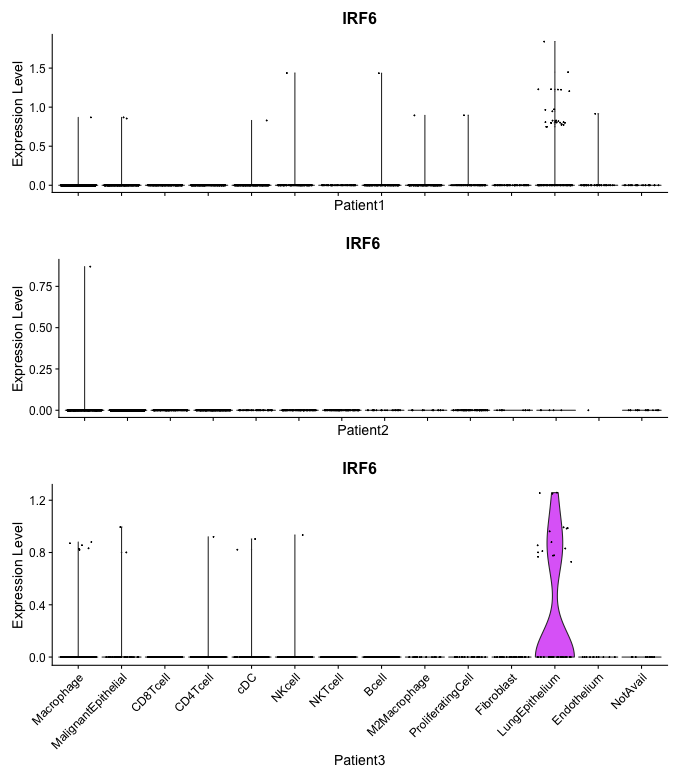 IRF6
Expression Level
1.5
1.0
0.5
0.0
Patient1
IRF6
Expression Level
0.75
0.50
0.25
0.00
Patient2
IRF6
Expression Level
1.2
0.8
0.4
0.0
Macrophage
MalignantEpithelial
CD8Tcell
CD4Tcell
cDC
NKcell
NKTcell
Bcell
M2Macrophage
ProliferatingCell
Fibroblast
LungEpithelium
Endothelium
NotAvail
Patient3